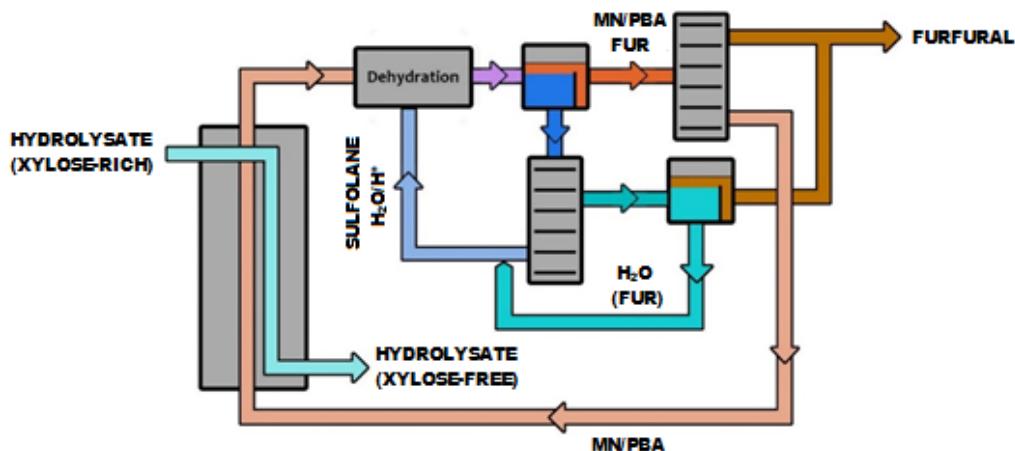 MN/PBA
FUR
FURFURAL
Dehydration
HYDROLYSATE
(XYLOSE-RICH)
SULFOLANE
H₂O/H⁺
H₂O
(FUR)
HYDROLYSATE
(XYLOSE-FREE)
MN/PBA